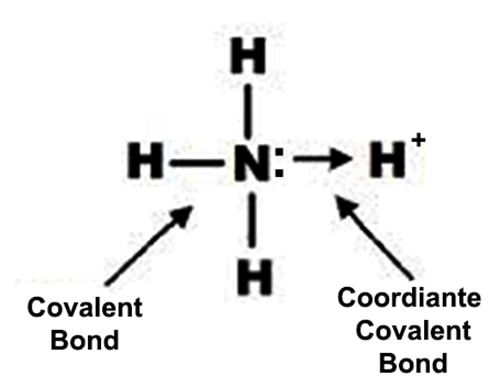 H
H N: H+
H
Covalent
Bond
Coordiante
Covalent
Bond